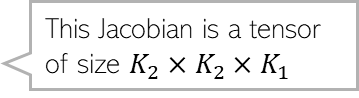 This Jacobian is a tensor
of size K₂ × K₂ × K₁